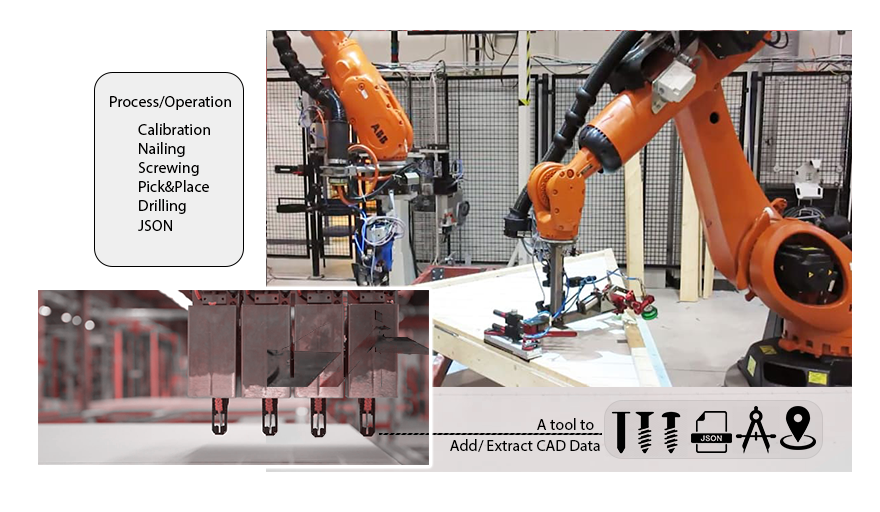 Process/Operation
Calibration
Nailing
Screwing
Pick&Place
Drilling
JSON
ABB
A tool to
Add/ Extract CAD Data
JSON